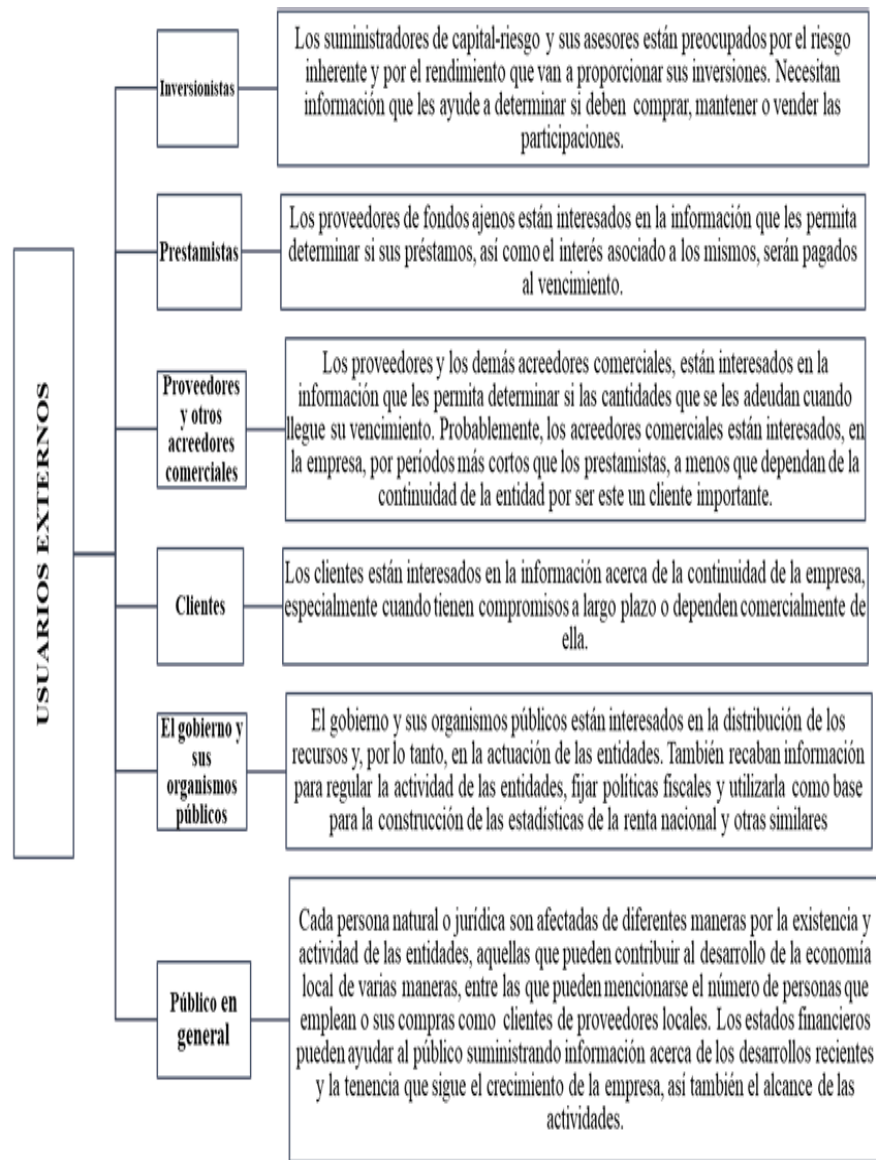 USUARIOS EXTERNOS
Inversionistas
Los suministradores de capital-riesgo y sus asesores están preocupados por el riesgo
inherente y por el rendimiento que van a proporcionar sus inversiones. Necesitan
información que les ayude a determinar si deben comprar, mantener o vender las
participaciones.
Prestamistas
Los proveedores de fondos ajenos están interesados en la información que les permita
determinar si sus préstamos, así como el interés asociado a los mismos, serán pagados
al vencimiento.
Proveedores
y otros
acreedores
comerciales
Los proveedores y los demás acreedores comerciales, están interesados en la
información que les permita determinar si las cantidades que se les adeudan cuando
llegue su vencimiento. Probablemente, los acreedores comerciales están interesados, en
la empresa, por períodos más cortos que los prestamistas, a menos que dependan de la
continuidad de la entidad por ser este un cliente importante.
Clientes
Los clientes están interesados en la información acerca de la continuidad de la empresa,
especialmente cuando tienen compromisos a largo plazo o dependen comercialmente de
ella.
El gobierno y
sus
organismos
públicos
El gobierno y sus organismos públicos están interesados en la distribución de los
recursos y, por lo tanto, en la actuación de las entidades. También recaban información
para regular la actividad de las entidades, fijar políticas fiscales y utilizarla como base
para la construcción de las estadísticas de la renta nacional y otras similares
Público en
general
Cada persona natural o jurídica son afectadas de diferentes maneras por la existencia y
actividad de las entidades, aquellas que pueden contribuir al desarrollo de la economía
local de varias maneras, entre las que pueden mencionarse el número de personas que
emplean o sus compras como clientes de proveedores locales. Los estados financieros
pueden ayudar al público suministrando información acerca de los desarrollos recientes
y la tenencia que sigue el crecimiento de la empresa, así también el alcance de las
actividades.